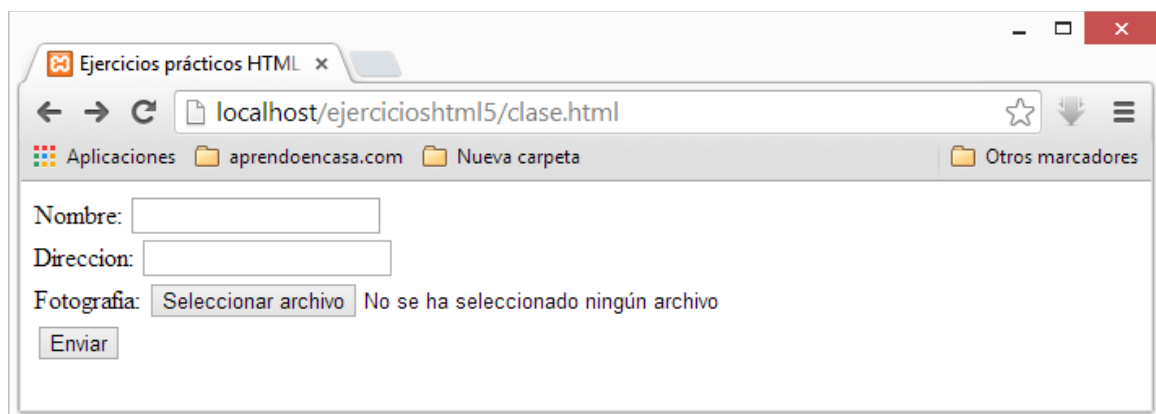 Ejercicios prácticos HTML
localhost/ejercicioshtml5/clase.html
Aplicaciones aprendoencasa.com Nueva carpeta Otros marcadores
Nombre:
Direccion:
Fotografia: Seleccionar archivo No se ha seleccionado ningún archivo
Enviar